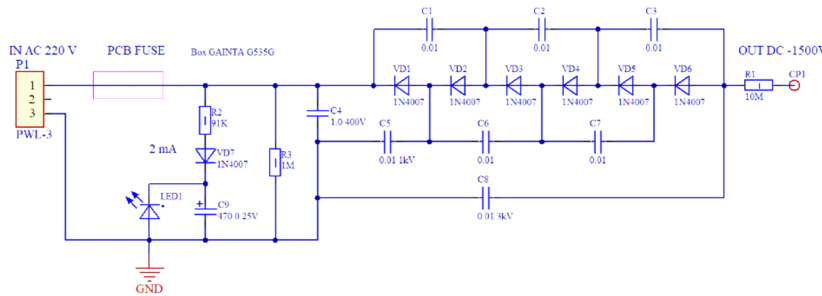 C1
0.01
C2
0.01
C3
0.01
IN AC 220 V
PCB FUSE
Box GAINTA G535G
OUT DC -1500V
P1
1
2
3
PWL-3
VD1
1N4007
VD2
1N4007
VD3
1N4007
VD4
1N4007
VD5
1N4007
VD6
1N4007
R1
10M
CP1
R2
91K
C4
1.0 400V
C5
0.01 1kV
C6
0.01
C7
0.01
2 mA
VD7
1N4007
R3
1M
LED1
C9
470.0 25V
C8
0.01 3kV
GND